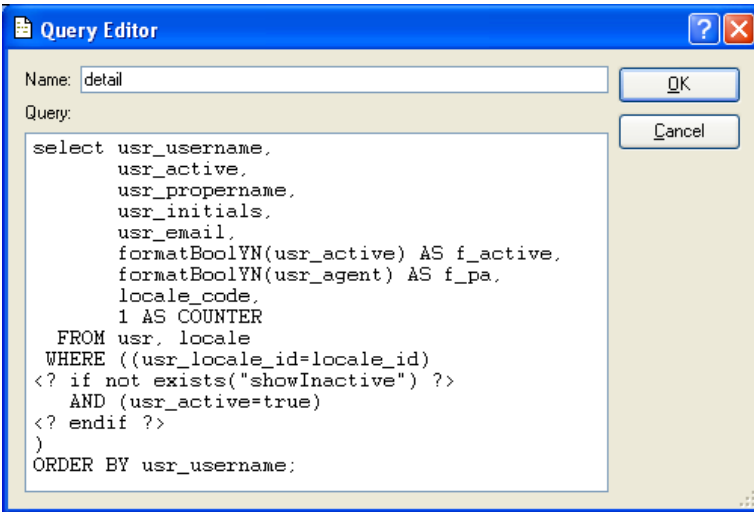 Query Editor
Name: detail
OK
Query:
Cancel
select usr_username,
       usr_active,
       usr_propername,
       usr_initials,
       usr_email,
       formatBoolYN(usr_active) AS f_active,
       formatBoolYN(usr_agent) AS f_pa,
       locale_code,
       1 AS COUNTER
  FROM usr, locale
 WHERE ((usr_locale_id=locale_id)
<? if not exists("showInactive") ?>
   AND (usr_active=true)
<? endif ?>
)
ORDER BY usr_username;